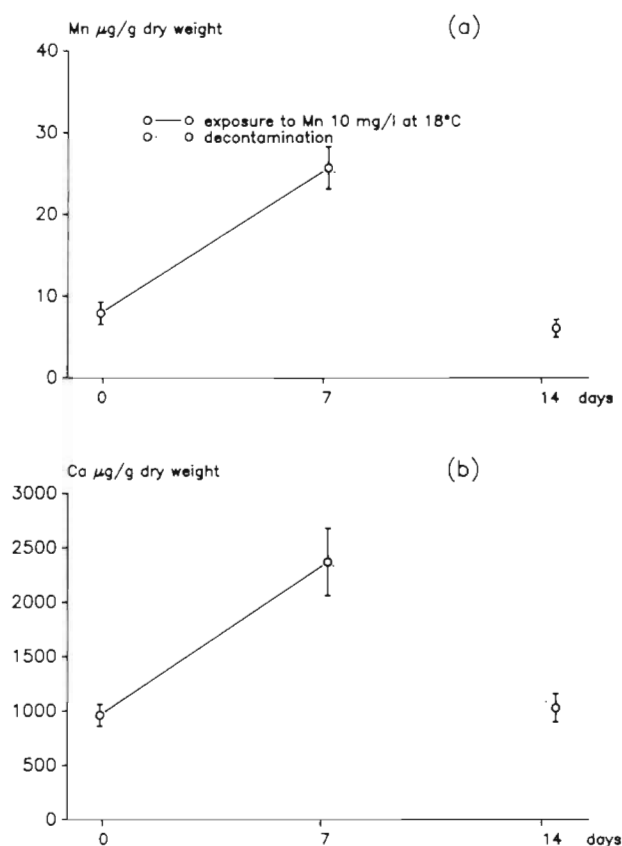 Mn μg/g dry weight (a)
40
exposure to Mn 10 mg/l at 18°C
decontamination
30
20
10
0
0 7 14 days
Ca μg/g dry weight (b)
3000
2500
2000
1500
1000
500
0
0 7 14 days